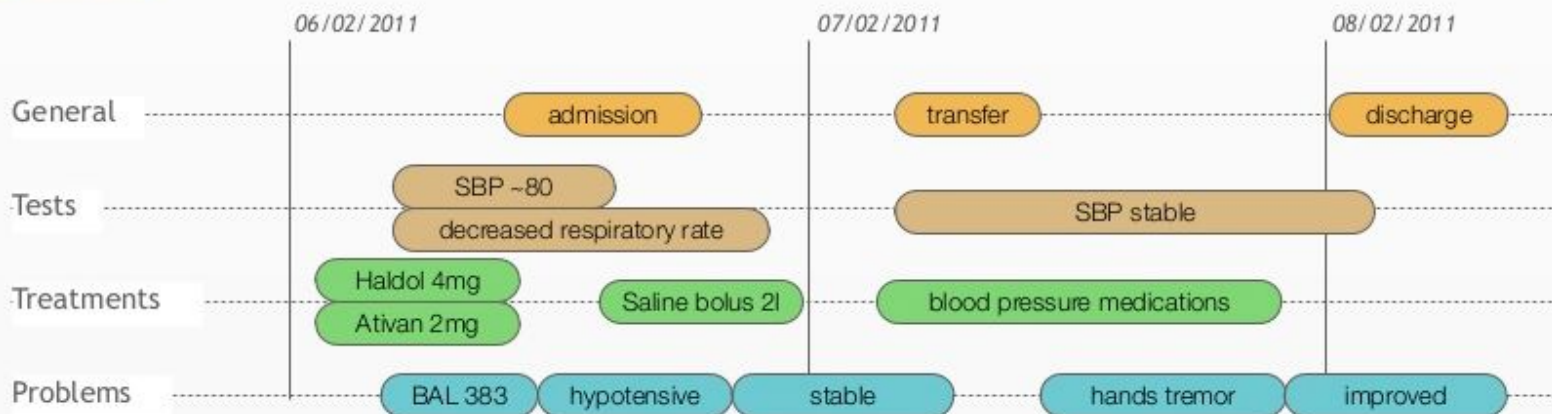 06/02/2011 07/02/2011 08/02/2011
General admission transfer discharge
SBP ~80
Tests SBP stable
decreased respiratory rate
Haldol 4mg
Treatments Saline bolus 2l blood pressure medications
Ativan 2mg
Problems BAL 383 hypotensive stable hands tremor improved